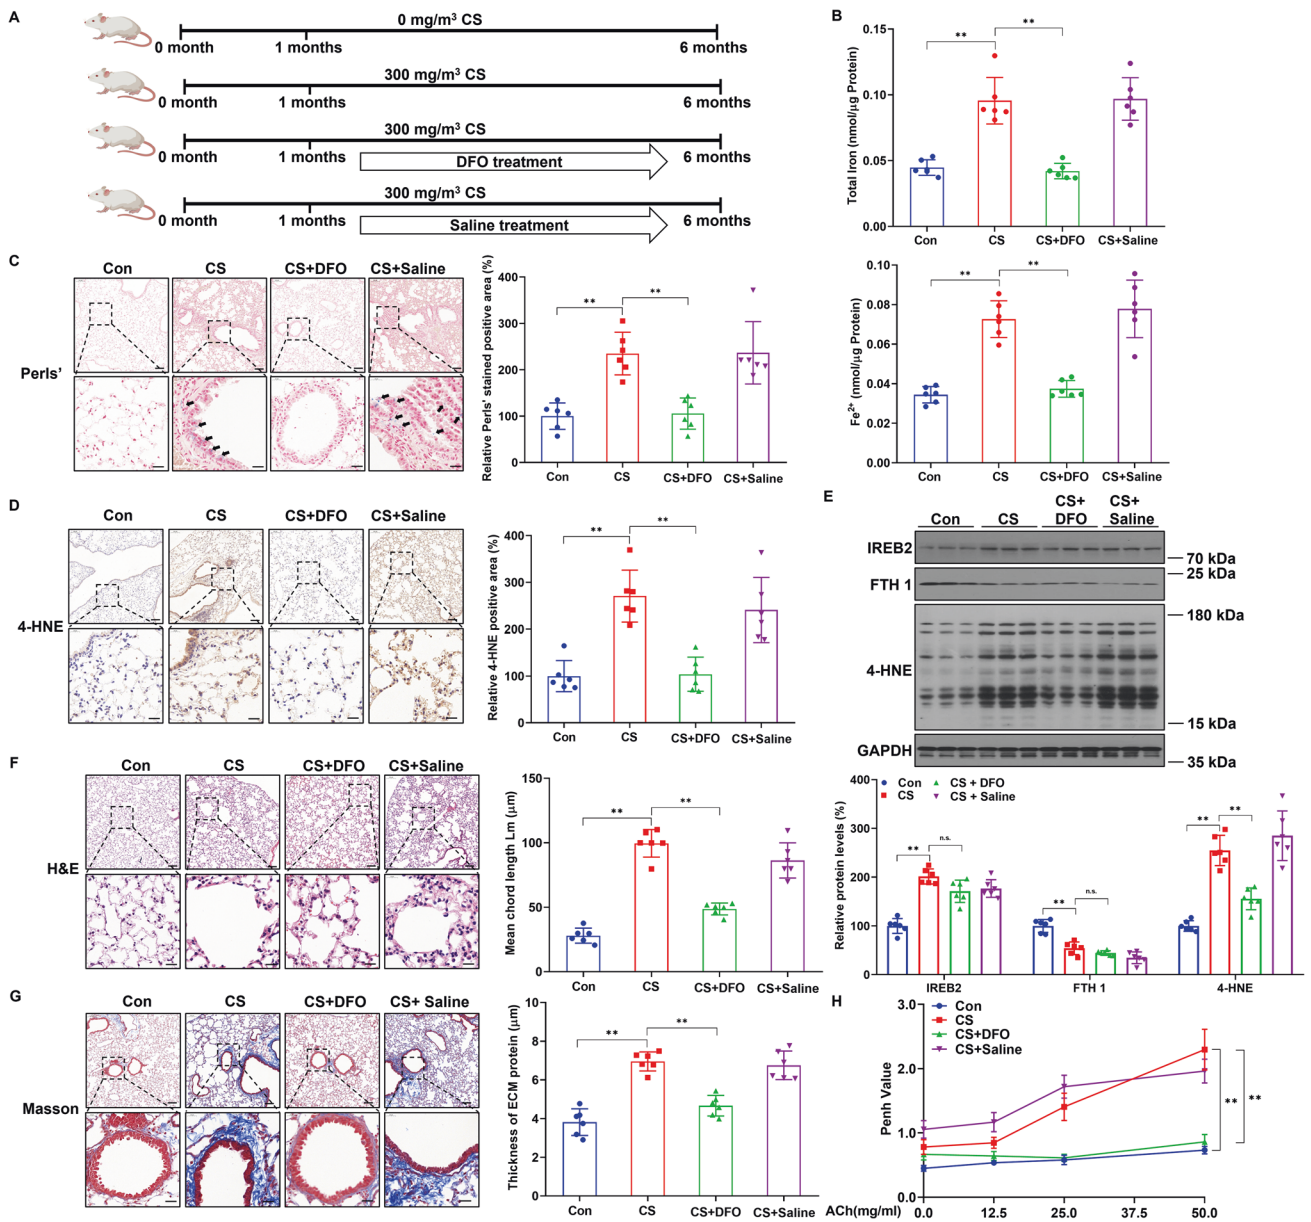 A
0 mg/m³ CS
0 month
1 months
6 months
300 mg/m³ CS
0 month
1 months
6 months
300 mg/m³ CS
0 month
1 months
6 months
DFO treatment
300 mg/m³ CS
0 month
1 months
6 months
Saline treatment
B
Total Iron (nmol/μg Protein)
0.15
0.10
0.05
0.00
** **
Con CS CS+DFO CS+Saline
Fe²⁺ (nmol/μg Protein)
0.10
0.08
0.06
0.04
0.02
0.00
** **
Con CS CS+DFO CS+Saline
C
Con CS CS+DFO CS+Saline
Perls'
Relative Perls' stained positive area (%)
400
300
200
100
0
** **
Con CS CS+DFO CS+Saline
D
Con CS CS+DFO CS+Saline
4-HNE
Relative 4-HNE positive area (%)
400
300
200
100
0
** **
Con CS CS+DFO CS+Saline
E
Con CS CS+ DFO CS+ Saline
IREB2
70 kDa
25 kDa
FTH 1
180 kDa
4-HNE
15 kDa
GAPDH
35 kDa
Con CS + DFO
CS CS + Saline
Relative protein levels (%)
400
300
200
100
0
** n.s. ** n.s. ** **
IREB2 FTH 1 4-HNE
F
Con CS CS+DFO CS+Saline
H&E
Mean chord length Lm (μm)
150
100
50
0
** **
Con CS CS+DFO CS+Saline
G
Con CS CS+DFO CS+ Saline
Masson
Thickness of ECM protein (μm)
10
8
6
4
2
0
** **
Con CS CS+DFO CS+Saline
H
Con
CS
CS+DFO
CS+Saline
Penh Value
3.0
2.0
1.0
0.0
** **
ACh(mg/ml) 0.0 12.5 25.0 37.5 50.0